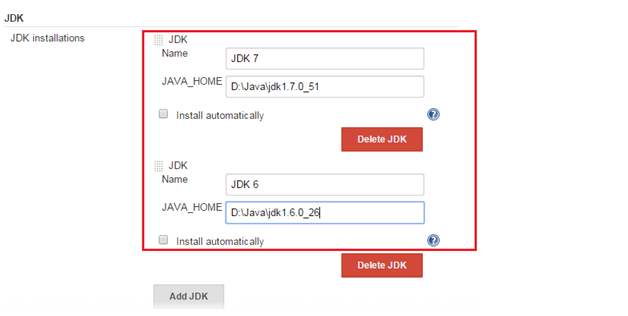 JDK
JDK installations
JDK
Name
JDK 7
JAVA_HOME
D:\Java\jdk1.7.0_51
Install automatically
?
Delete JDK
JDK
Name
JDK 6
JAVA_HOME
D:\Java\jdk1.6.0_26
Install automatically
?
Delete JDK
Add JDK